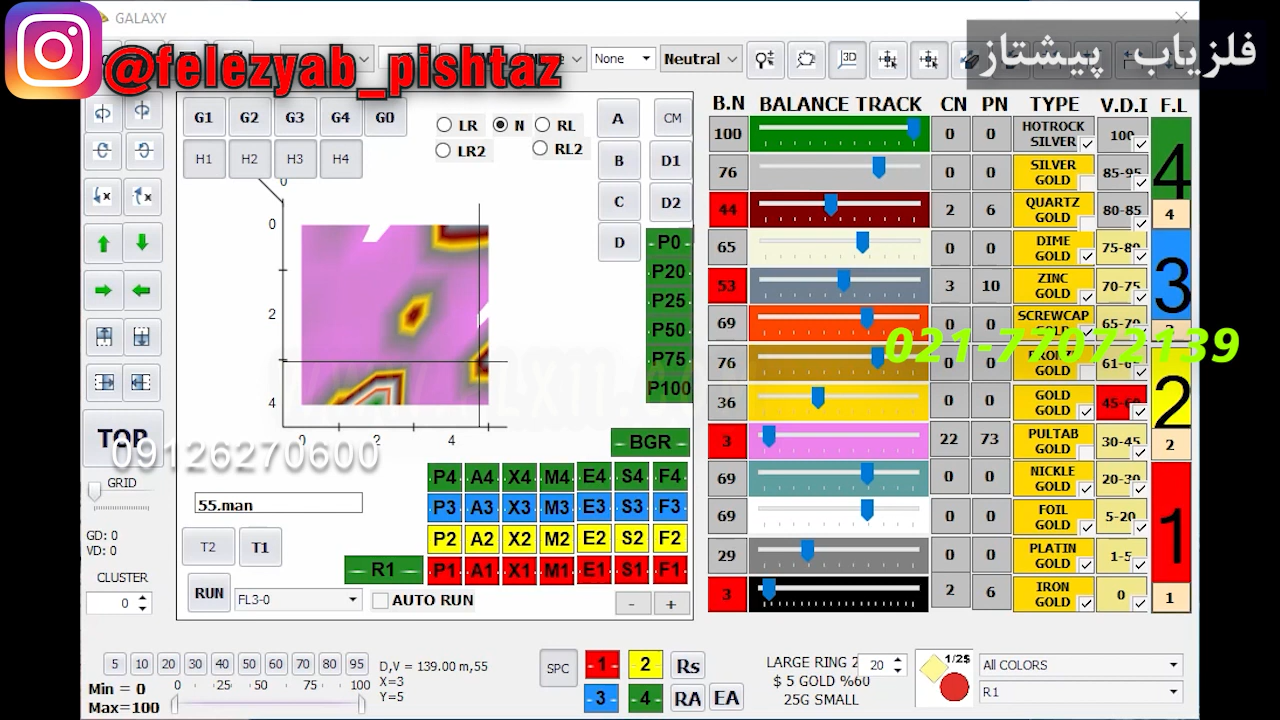 GALAXY
@felezyab_pishtaz
فلزیاب پیشتاز
None
Neutral
3D
G1 G2 G3 G4 G0
H1 H2 H3 H4
LR N RL
LR2 RL2
A CM
B D1
C D2
D
P0
P20
P25
P50
P75
P100
0
0
2
4
0 2 4
TOP
09126270600
GRID
GD: 0
VD: 0
CLUSTER
0
55.man
T2 T1
RUN FL3-0 AUTO RUN
BGR
P4 A4 X4 M4 E4 S4 F4
P3 A3 X3 M3 E3 S3 F3
P2 A2 X2 M2 E2 S2 F2
R1 P1 A1 X1 M1 E1 S1 F1
- +
B.N BALANCE TRACK CN PN TYPE V.D.I F.L
100 0 0 HOTROCK SILVER 100
76 0 0 SILVER GOLD 85-95
44 2 6 QUARTZ GOLD 80-85
65 0 0 DIME GOLD 75-80
53 3 10 ZINC GOLD 70-75
69 0 0 SCREWCAP GOLD
021-77072139
76 0 0 GOLD
36 0 0 GOLD GOLD
3 22 73 PULTAB GOLD 30-45
69 0 0 NICKLE GOLD 20-30
69 0 0 FOIL GOLD 5-20
29 0 0 PLATIN GOLD 1-5
3 2 6 IRON GOLD 0
4
4
3
2
2
1
1
5 10 20 30 40 50 60 70 80 95
Min = 0
Max=100
0 25 50 75 100
D,V = 139.00 m,55
X=3
Y=5
SPC
1 2 Rs
3 4 RA EA
LARGE RING 2
20
$ 5 GOLD %60
25G SMALL
1/2$
All COLORS
R1